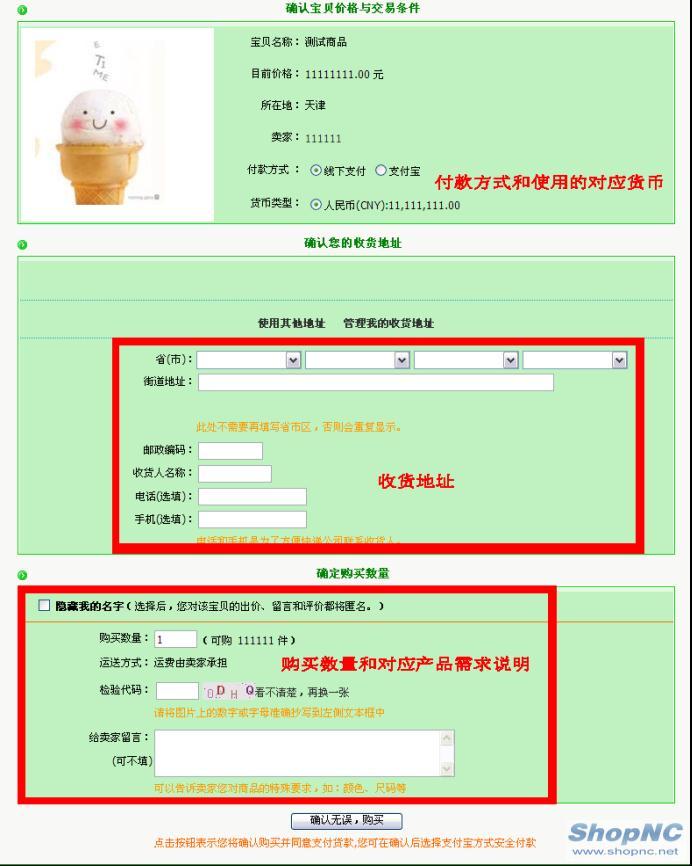 确认宝贝价格与交易条件
E
TI
ME
宝贝名称：测试商品
目前价格：11111111.00 元
所在地：天津
卖家：111111
付款方式 ： 线下支付 支付宝
付款方式和使用的对应货币
货币类型： 人民币(CNY):11,111,111.00
确认您的收货地址
使用其他地址 管理我的收货地址
省(市)：
街道地址：
此处不需要再填写省市区，否则会重复显示。
邮政编码：
收货人名称：
收货地址
电话(选填)：
手机(选填)：
电话和手机是为了方便快递公司联系收货人。
确定购买数量
隐藏我的名字（选择后，您对该宝贝的出价、留言和评价都将匿名。）
购买数量： 1 （可购 111111 件）
运送方式：运费由卖家承担
购买数量和对应产品需求说明
检验代码： 0DHQ 看不清楚，再换一张
请将图片上的数字或字母准确抄写到左侧文本框中
给卖家留言：
(可不填)
可以告诉卖家您对商品的特殊要求，如：颜色、尺码等
确认无误，购买
点击按钮表示您将确认购买并同意支付货款,您可在确认后选择支付宝方式安全付款
ShopNC
www.shopnc.net